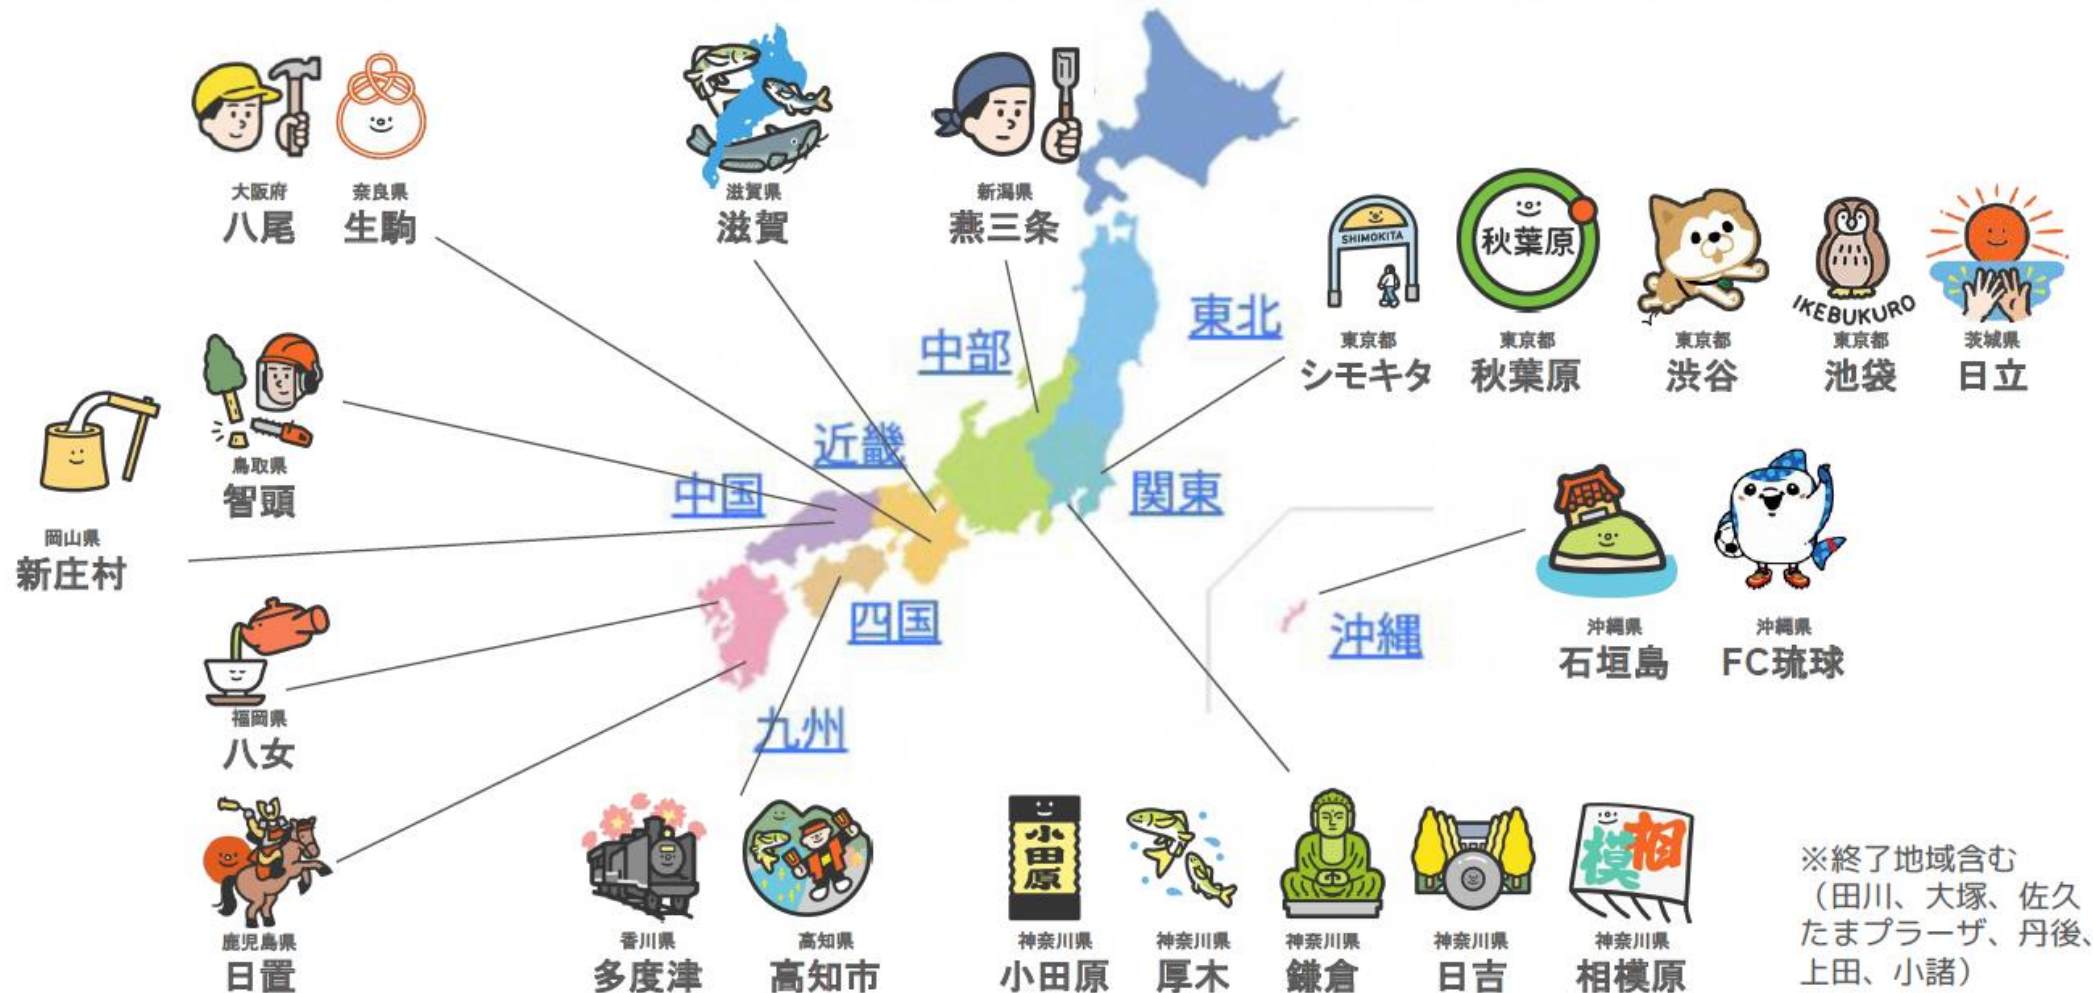 大阪府
八尾
奈良県
生駒
滋賀県
滋賀
新潟県
燕三条
SHIMOKITA
東京都
シモキタ
秋葉原
東京都
秋葉原
東京都
渋谷
IKEBUKURO
東京都
池袋
茨城県
日立
東北
中部
近畿
中国
関東
四国
九州
沖縄
鳥取県
智頭
岡山県
新庄村
福岡県
八女
鹿児島県
日置
沖縄県
石垣島
沖縄県
FC琉球
香川県
多度津
高知県
高知市
小田原
神奈川県
小田原
神奈川県
厚木
神奈川県
鎌倉
神奈川県
日吉
相模
神奈川県
相模原
※終了地域含む
（田川、大塚、佐久
たまプラーザ、丹後、
上田、小諸）